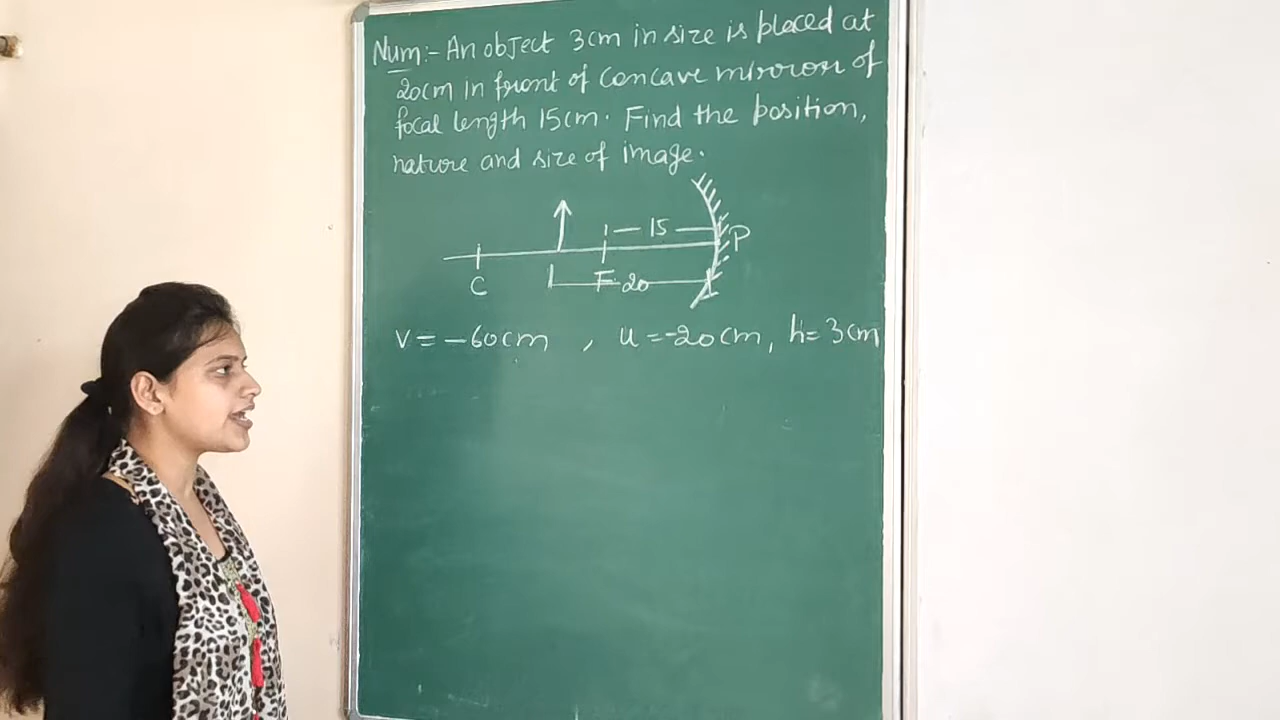 Num:- An object 3cm in size is placed at
20cm in front of concave mirror of
focal length 15cm. Find the position,
nature and size of image.
15
P
C F 20
v = -60cm , u = -20cm, h = 3cm